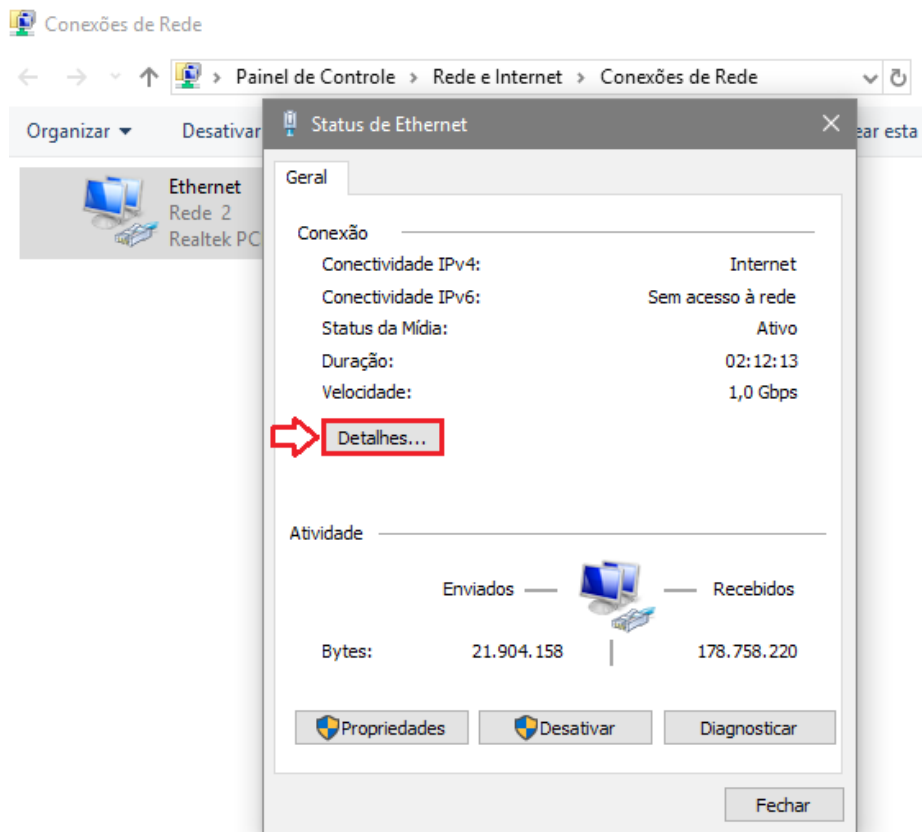 Conexões de Rede
Painel de Controle > Rede e Internet > Conexões de Rede
Organizar Desativar
ear esta
Ethernet
Rede 2
Realtek PC
Status de Ethernet
Geral
Conexão
Conectividade IPv4: Internet
Conectividade IPv6: Sem acesso à rede
Status da Mídia: Ativo
Duração: 02:12:13
Velocidade: 1,0 Gbps
Detalhes...
Atividade
Enviados Recebidos
Bytes: 21.904.158 178.758.220
Propriedades Desativar Diagnosticar
Fechar